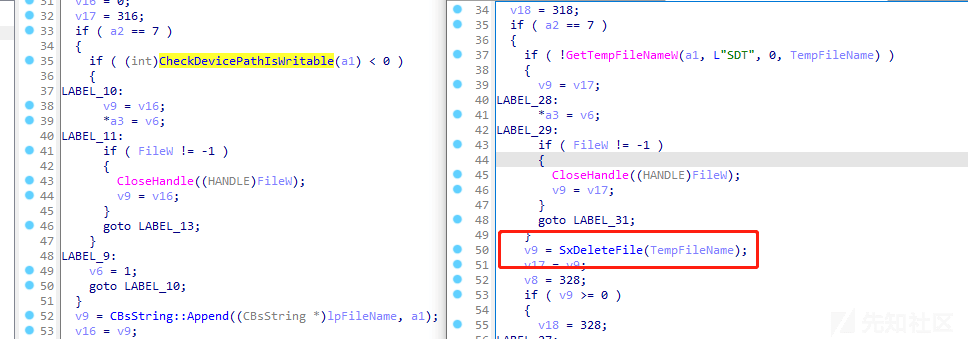 31 v16 = 0;
32 v17 = 316;
33 if ( a2 == 7 )
34 {
35 if ( (int)CheckDevicePathIsWritable(a1) < 0 )
36 {
37 LABEL_10:
38 v9 = v16;
39 *a3 = v6;
40 LABEL_11:
41 if ( FileW != -1 )
42 {
43 CloseHandle((HANDLE)FileW);
44 v9 = v16;
45 }
46 goto LABEL_13;
47 }
48 LABEL_9:
49 v6 = 1;
50 goto LABEL_10;
51 }
52 v9 = CBsString::Append((CBsString *)lpFileName, a1);
53 v16 = v9;
34 v18 = 318;
35 if ( a2 == 7 )
36 {
37 if ( !GetTempFileNameW(a1, L"SDT", 0, TempFileName) )
38 {
39 v9 = v17;
40 LABEL_28:
41 *a3 = v6;
42 LABEL_29:
43 if ( FileW != -1 )
44 {
45 CloseHandle((HANDLE)FileW);
46 v9 = v17;
47 }
48 goto LABEL_31;
49 }
50 v9 = SxDeleteFile(TempFileName);
51 v17 = v9;
52 v8 = 328;
53 if ( v9 >= 0 )
54 {
55 v18 = 328;
56 LABEL_27:
先知社区